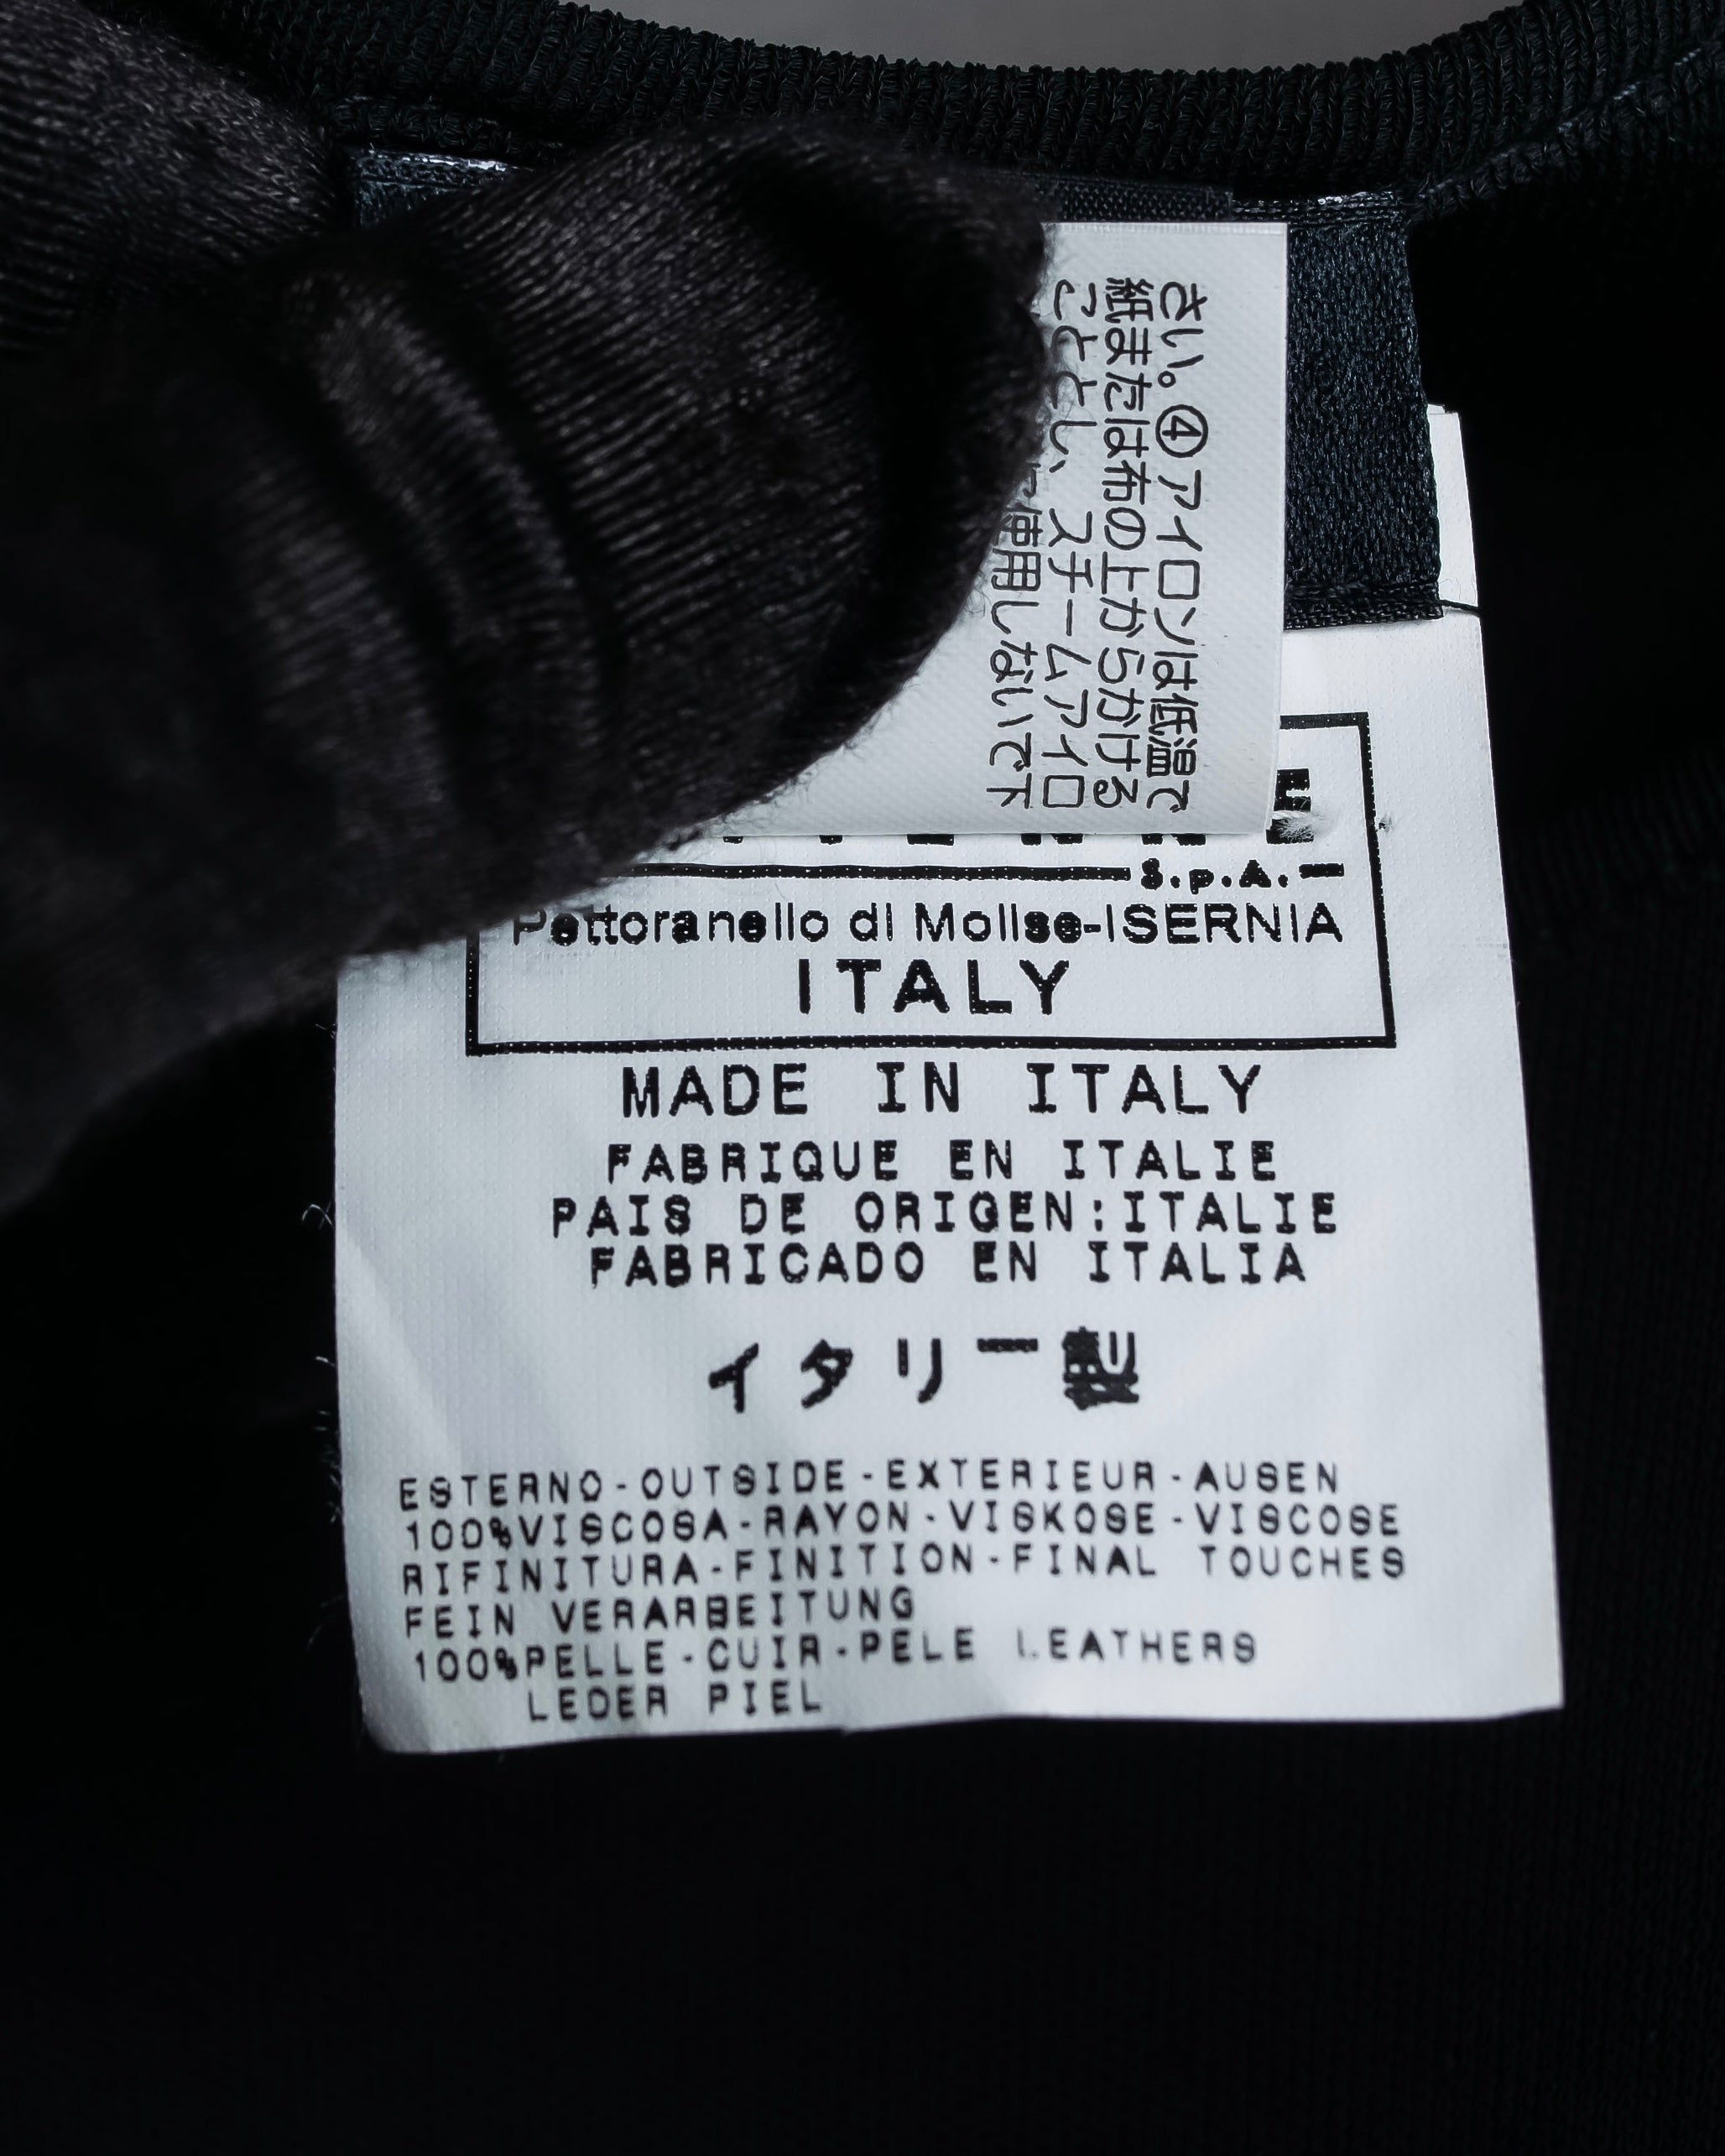 さい。④アイロンは低温で
紙または布の上からかける
こととし、スチームアイロ
使用しないで下
E
S.p.A.
Pettoranello di Molise-ISERNIA
ITALY
MADE IN ITALY
FABRIQUE EN ITALIE
PAIS DE ORIGEN:ITALIE
FABRICADO EN ITALIA
イタリー製
ESTERNO-OUTSIDE-EXTERIEUR-AUSEN
100%VISCOSA-RAYON-VISKOSE-VISCOSE
RIFINITURA-FINITION-FINAL TOUCHES
FEIN VERARBEITUNG
100%PELLE-CUIR-PELE LEATHERS
LEDER PIEL